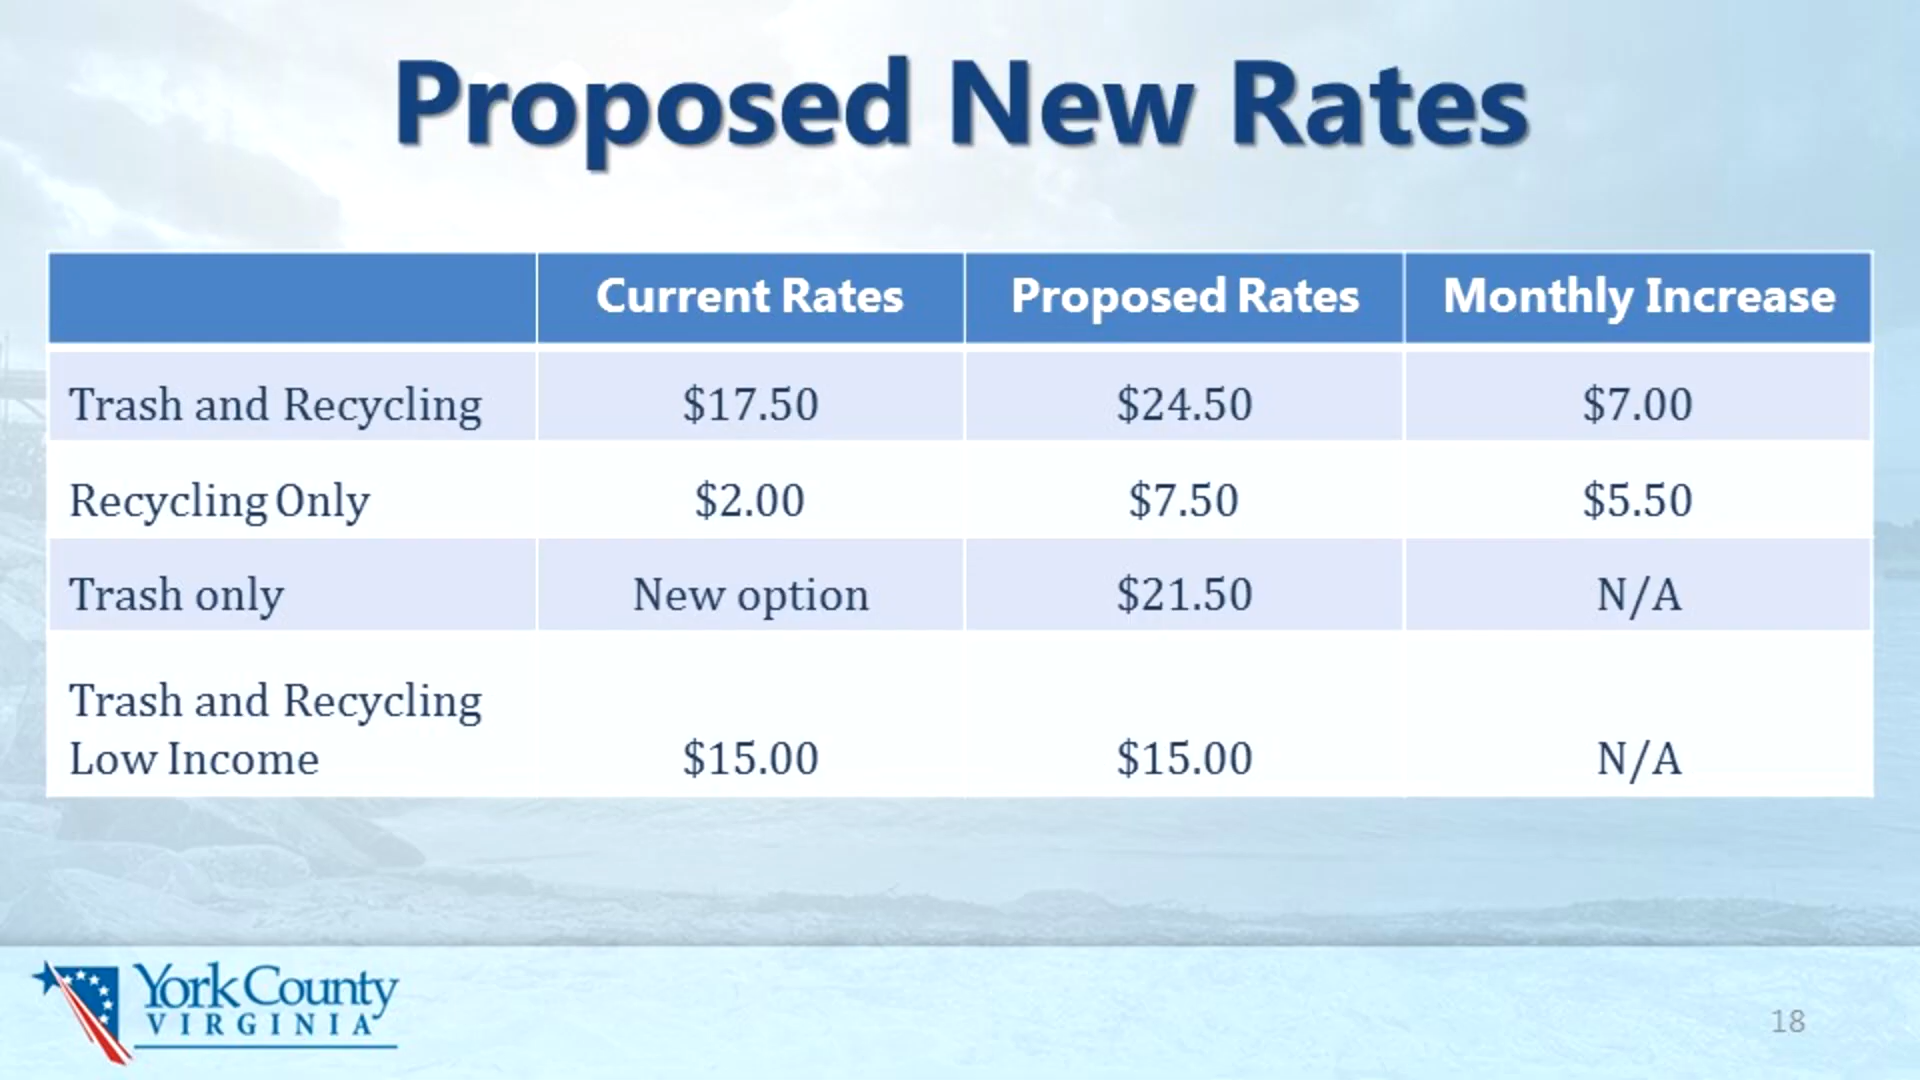 Proposed New Rates
Current Rates Proposed Rates Monthly Increase
Trash and Recycling $17.50 $24.50 $7.00
Recycling Only $2.00 $7.50 $5.50
Trash only New option $21.50 N/A
Trash and Recycling
Low Income $15.00 $15.00 N/A
York County
VIRGINIA
18